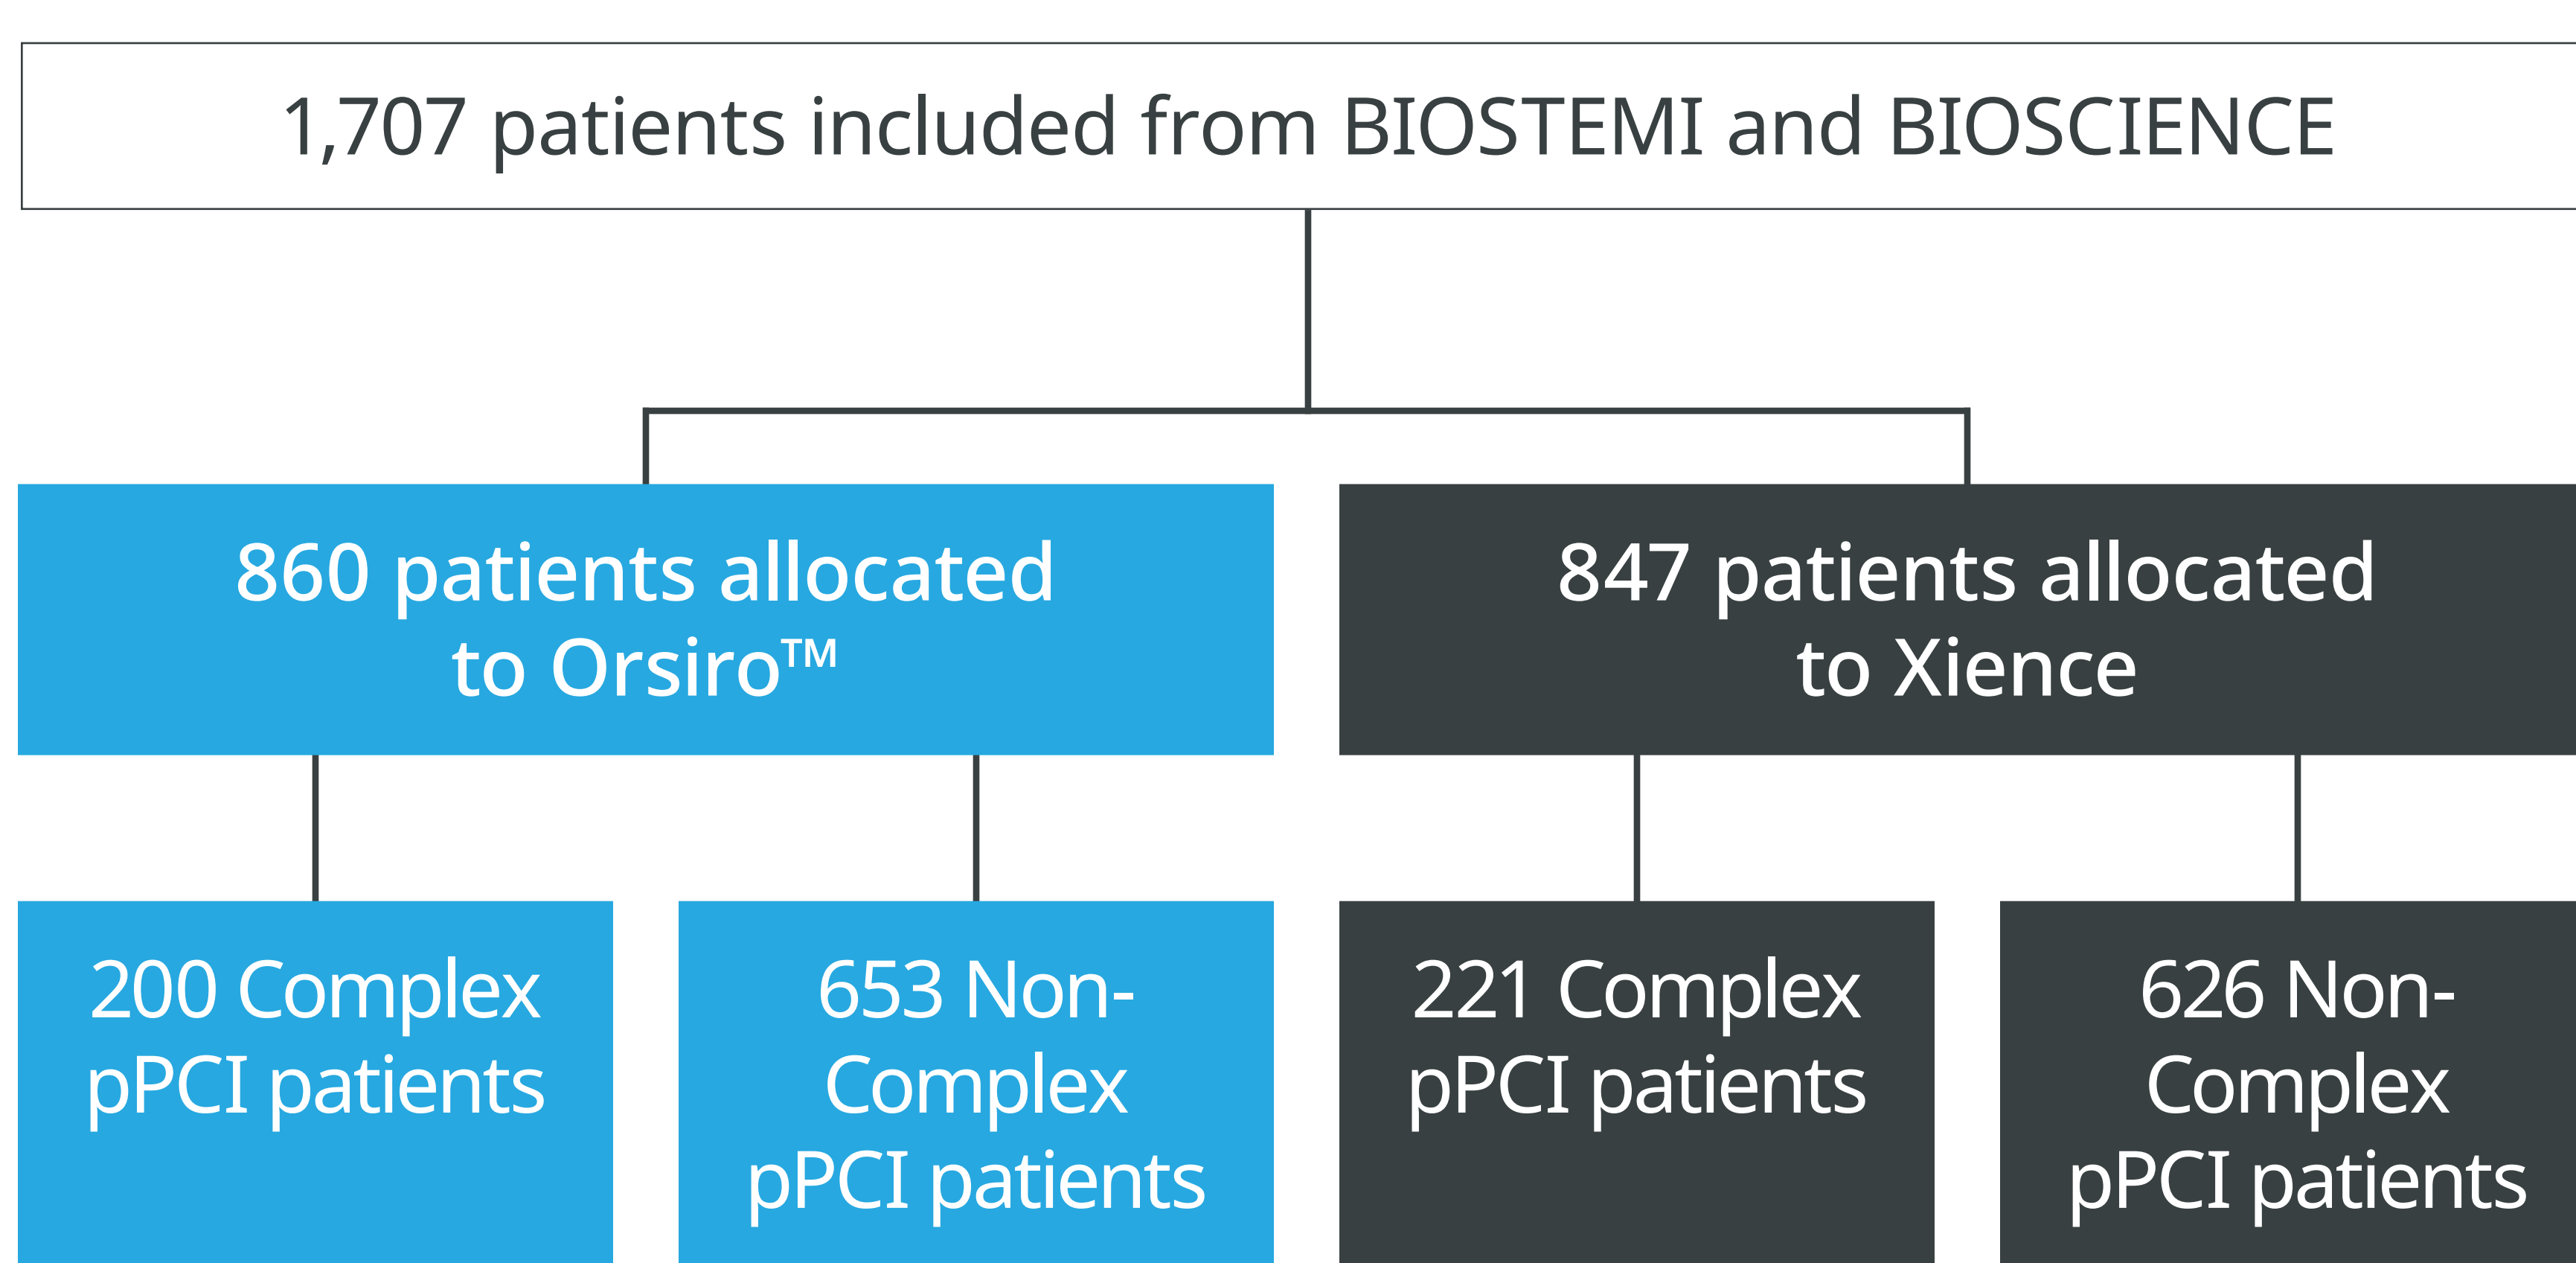 1,707 patients included from BIOSTEMI and BIOSCIENCE
860 patients allocated
to Orsiro™
847 patients allocated
to Xience
200 Complex
pPCI patients
653 Non-
Complex
pPCI patients
221 Complex
pPCI patients
626 Non-
Complex
pPCI patients